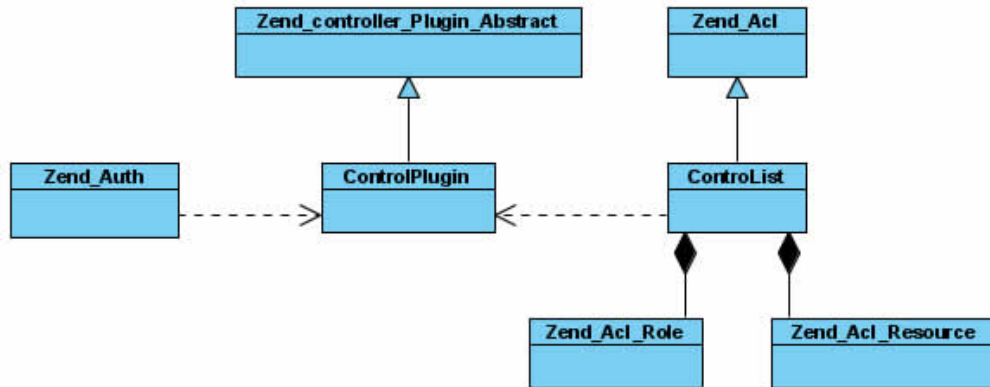 Zend_controller_Plugin_Abstract
Zend_Acl
Zend_Auth
ControlPlugin
ControList
Zend_Acl_Role
Zend_Acl_Resource